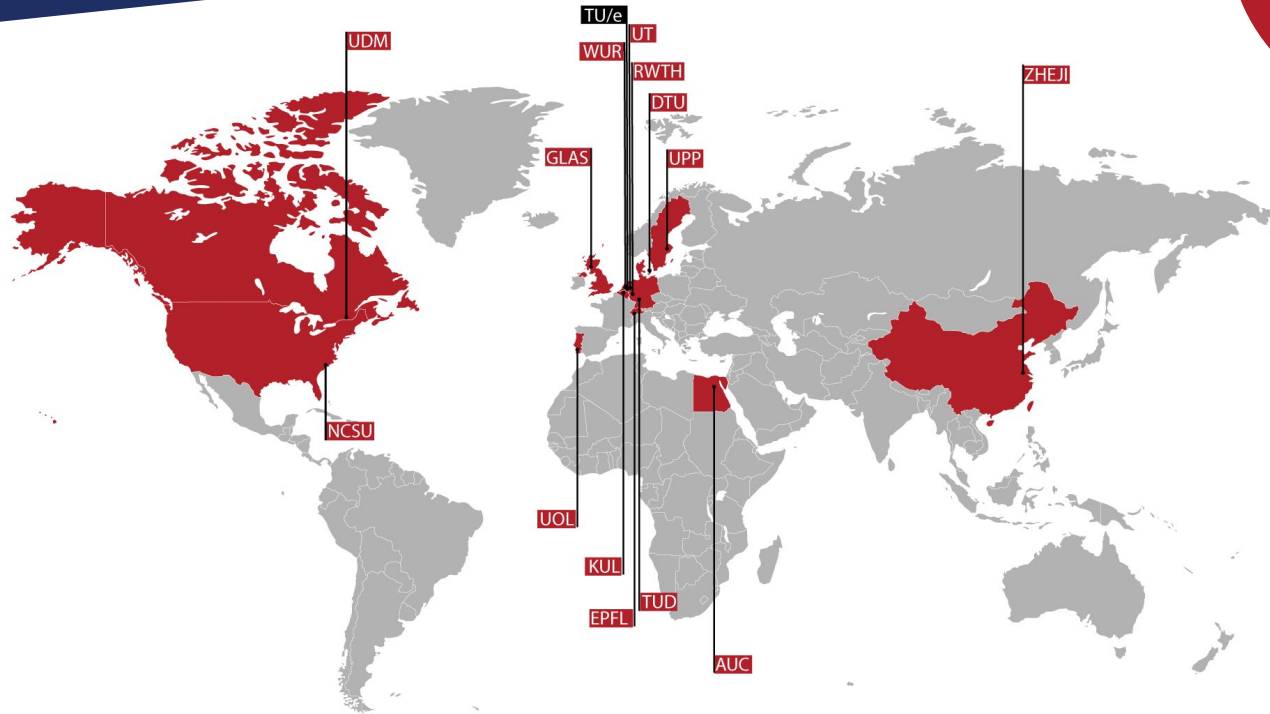 TU/e
UT
UDM
WUR
RWTH
ZHEJI
DTU
GLAS
UPP
NCSU
UOL
KUL
TUD
EPFL
AUC